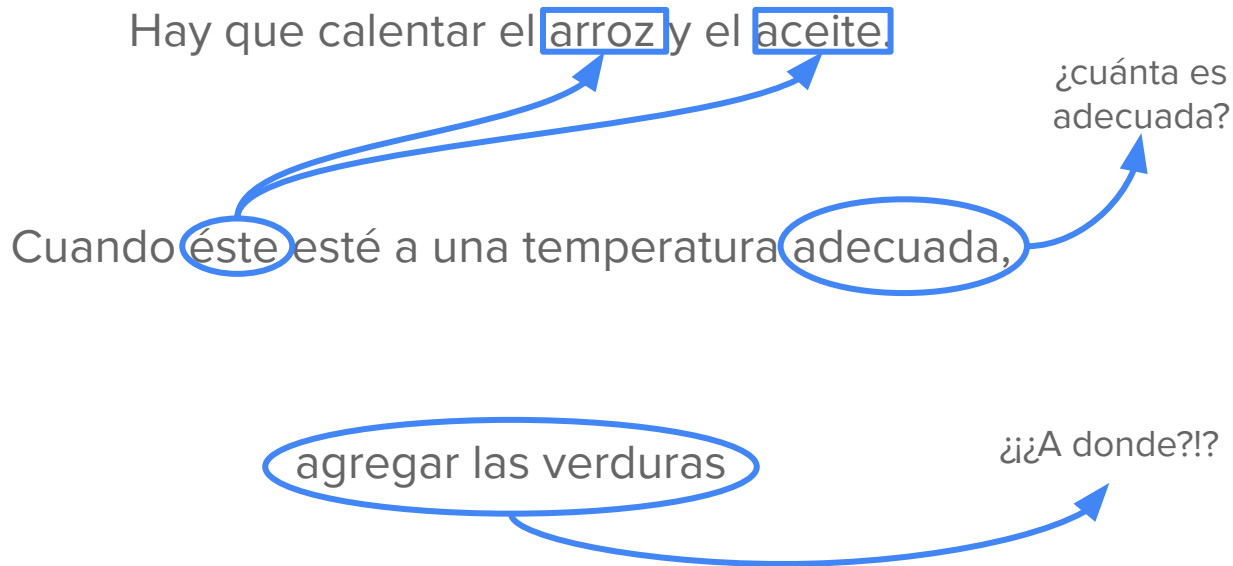 Hay que calentar el arroz y el aceite.
¿cuánta es
adecuada?
Cuando éste esté a una temperatura adecuada,
agregar las verduras
¿¡¿A donde?!?